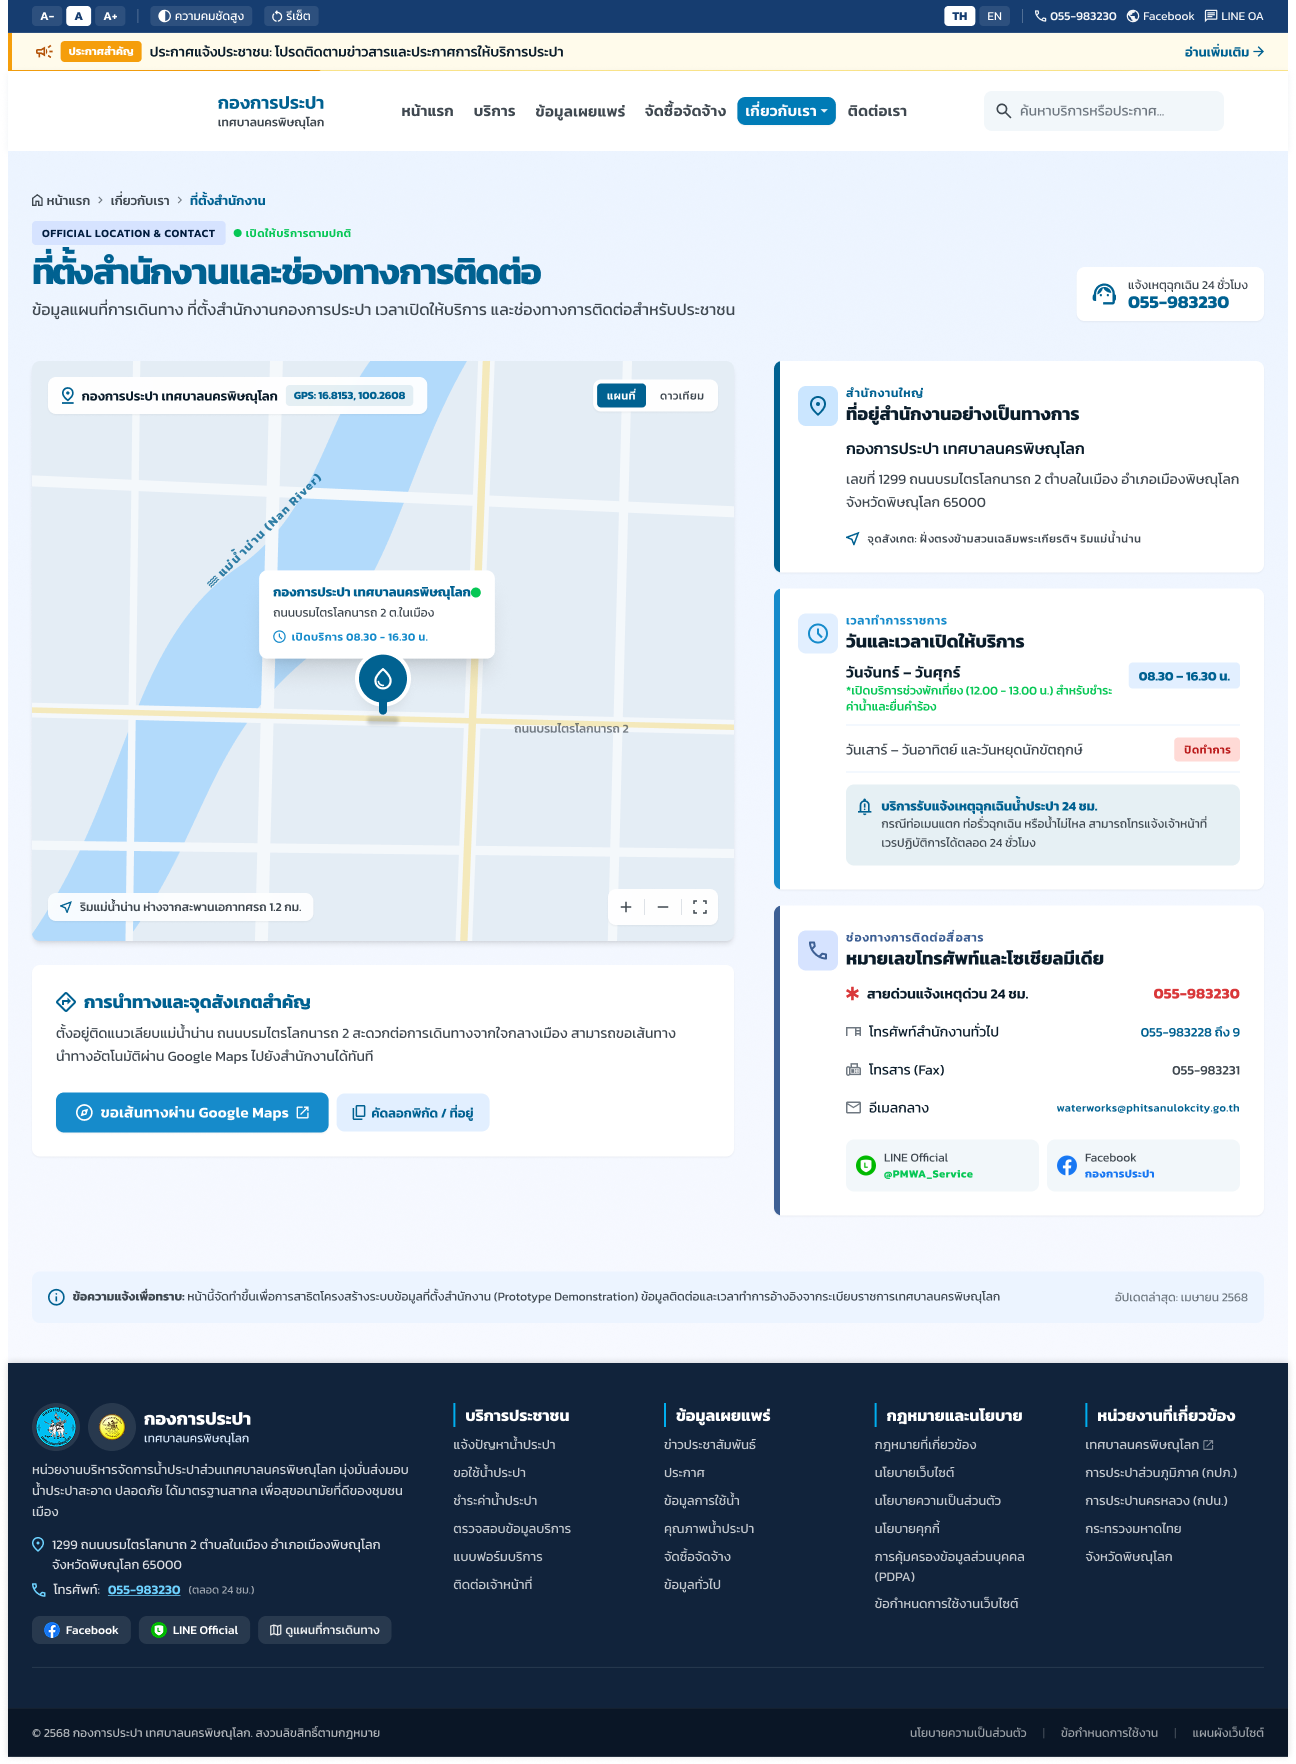 A- A A+ ความคมชัดสูง รีเซ็ต TH EN 055-983230 Facebook LINE OA
ประกาศสำคัญ ประกาศแจ้งประชาชน: โปรดติดตามข่าวสารและประกาศการให้บริการประปา อ่านเพิ่มเติม
กองการประปา
เทศบาลนครพิษณุโลก
หน้าแรก บริการ ข้อมูลเผยแพร่ จัดซื้อจัดจ้าง เกี่ยวกับเรา ติดต่อเรา ค้นหาบริการหรือประกาศ...
หน้าแรก > เกี่ยวกับเรา > ที่ตั้งสำนักงาน
OFFICIAL LOCATION & CONTACT เปิดให้บริการตามปกติ
ที่ตั้งสำนักงานและช่องทางการติดต่อ
ข้อมูลแผนที่การเดินทาง ที่ตั้งสำนักงานกองการประปา เวลาเปิดให้บริการ และช่องทางการติดต่อสำหรับประชาชน
แจ้งเหตุฉุกเฉิน 24 ชั่วโมง
055-983230
กองการประปา เทศบาลนครพิษณุโลก GPS: 16.8153, 100.2608 แผนที่ ดาวเทียม
แม่น้ำน่าน (Nan River)
กองการประปา เทศบาลนครพิษณุโลก
ถนนบรมไตรโลกนารถ 2 ต.ในเมือง
เปิดบริการ 08.30 - 16.30 น.
ถนนบรมไตรโลกนารถ 2
ริมแม่น้ำน่าน ห่างจากสะพานเอกาทศรถ 1.2 กม.
การนำทางและจุดสังเกตสำคัญ
ตั้งอยู่ติดแนวเลียบแม่น้ำน่าน ถนนบรมไตรโลกนารถ 2 สะดวกต่อการเดินทางจากใจกลางเมือง สามารถขอเส้นทาง
นำทางอัตโนมัติผ่าน Google Maps ไปยังสำนักงานได้ทันที
ขอเส้นทางผ่าน Google Maps คัดลอกพิกัด / ที่อยู่
สำนักงานใหญ่
ที่อยู่สำนักงานอย่างเป็นทางการ
กองการประปา เทศบาลนครพิษณุโลก
เลขที่ 1299 ถนนบรมไตรโลกนารถ 2 ตำบลในเมือง อำเภอเมืองพิษณุโลก
จังหวัดพิษณุโลก 65000
จุดสังเกต: ฝั่งตรงข้ามสวนเฉลิมพระเกียรติฯ ริมแม่น้ำน่าน
เวลาทำการราชการ
วันและเวลาเปิดให้บริการ
วันจันทร์ – วันศุกร์ 08.30 – 16.30 น.
*เปิดบริการช่วงพักเที่ยง (12.00 - 13.00 น.) สำหรับชำระ
ค่าน้ำและยื่นคำร้อง
วันเสาร์ – วันอาทิตย์ และวันหยุดนักขัตฤกษ์ ปิดทำการ
บริการรับแจ้งเหตุฉุกเฉินน้ำประปา 24 ชม.
กรณีท่อเมนแตก ท่อรั่วฉุกเฉิน หรือน้ำไม่ไหล สามารถโทรแจ้งเจ้าหน้าที่
เวรปฏิบัติการได้ตลอด 24 ชั่วโมง
ช่องทางการติดต่อสื่อสาร
หมายเลขโทรศัพท์และโซเชียลมีเดีย
สายด่วนแจ้งเหตุด่วน 24 ชม. 055-983230
โทรศัพท์สำนักงานทั่วไป 055-983228 ถึง 9
โทรสาร (Fax) 055-983231
อีเมลกลาง waterworks@phitsanulokcity.go.th
LINE Official
@PMWA_Service
Facebook
กองการประปา
ข้อความแจ้งเพื่อทราบ: หน้านี้จัดทำขึ้นเพื่อการสาธิตโครงสร้างระบบข้อมูลที่ตั้งสำนักงาน (Prototype Demonstration) ข้อมูลติดต่อและเวลาทำการอ้างอิงจากระเบียบราชการเทศบาลนครพิษณุโลก อัปเดตล่าสุด: เมษายน 2568
กองการประปา
เทศบาลนครพิษณุโลก
หน่วยงานบริหารจัดการน้ำประปาส่วนเทศบาลนครพิษณุโลก มุ่งมั่นส่งมอบ
น้ำประปาสะอาด ปลอดภัย ได้มาตรฐานสากล เพื่อสุขอนามัยที่ดีของชุมชน
เมือง
1299 ถนนบรมไตรโลกนาถ 2 ตำบลในเมือง อำเภอเมืองพิษณุโลก
จังหวัดพิษณุโลก 65000
โทรศัพท์: 055-983230 (ตลอด 24 ชม.)
Facebook LINE Official ดูแผนที่การเดินทาง
บริการประชาชน
แจ้งปัญหาน้ำประปา
ขอใช้น้ำประปา
ชำระค่าน้ำประปา
ตรวจสอบข้อมูลบริการ
แบบฟอร์มบริการ
ติดต่อเจ้าหน้าที่
ข้อมูลเผยแพร่
ข่าวประชาสัมพันธ์
ประกาศ
ข้อมูลการใช้น้ำ
คุณภาพน้ำประปา
จัดซื้อจัดจ้าง
ข้อมูลทั่วไป
กฎหมายและนโยบาย
กฎหมายที่เกี่ยวข้อง
นโยบายเว็บไซต์
นโยบายความเป็นส่วนตัว
นโยบายคุกกี้
การคุ้มครองข้อมูลส่วนบุคคล
(PDPA)
ข้อกำหนดการใช้งานเว็บไซต์
หน่วยงานที่เกี่ยวข้อง
เทศบาลนครพิษณุโลก
การประปาส่วนภูมิภาค (กปภ.)
การประปานครหลวง (กปน.)
กระทรวงมหาดไทย
จังหวัดพิษณุโลก
© 2568 กองการประปา เทศบาลนครพิษณุโลก. สงวนลิขสิทธิ์ตามกฎหมาย
นโยบายความเป็นส่วนตัว | ข้อกำหนดการใช้งาน | แผนผังเว็บไซต์